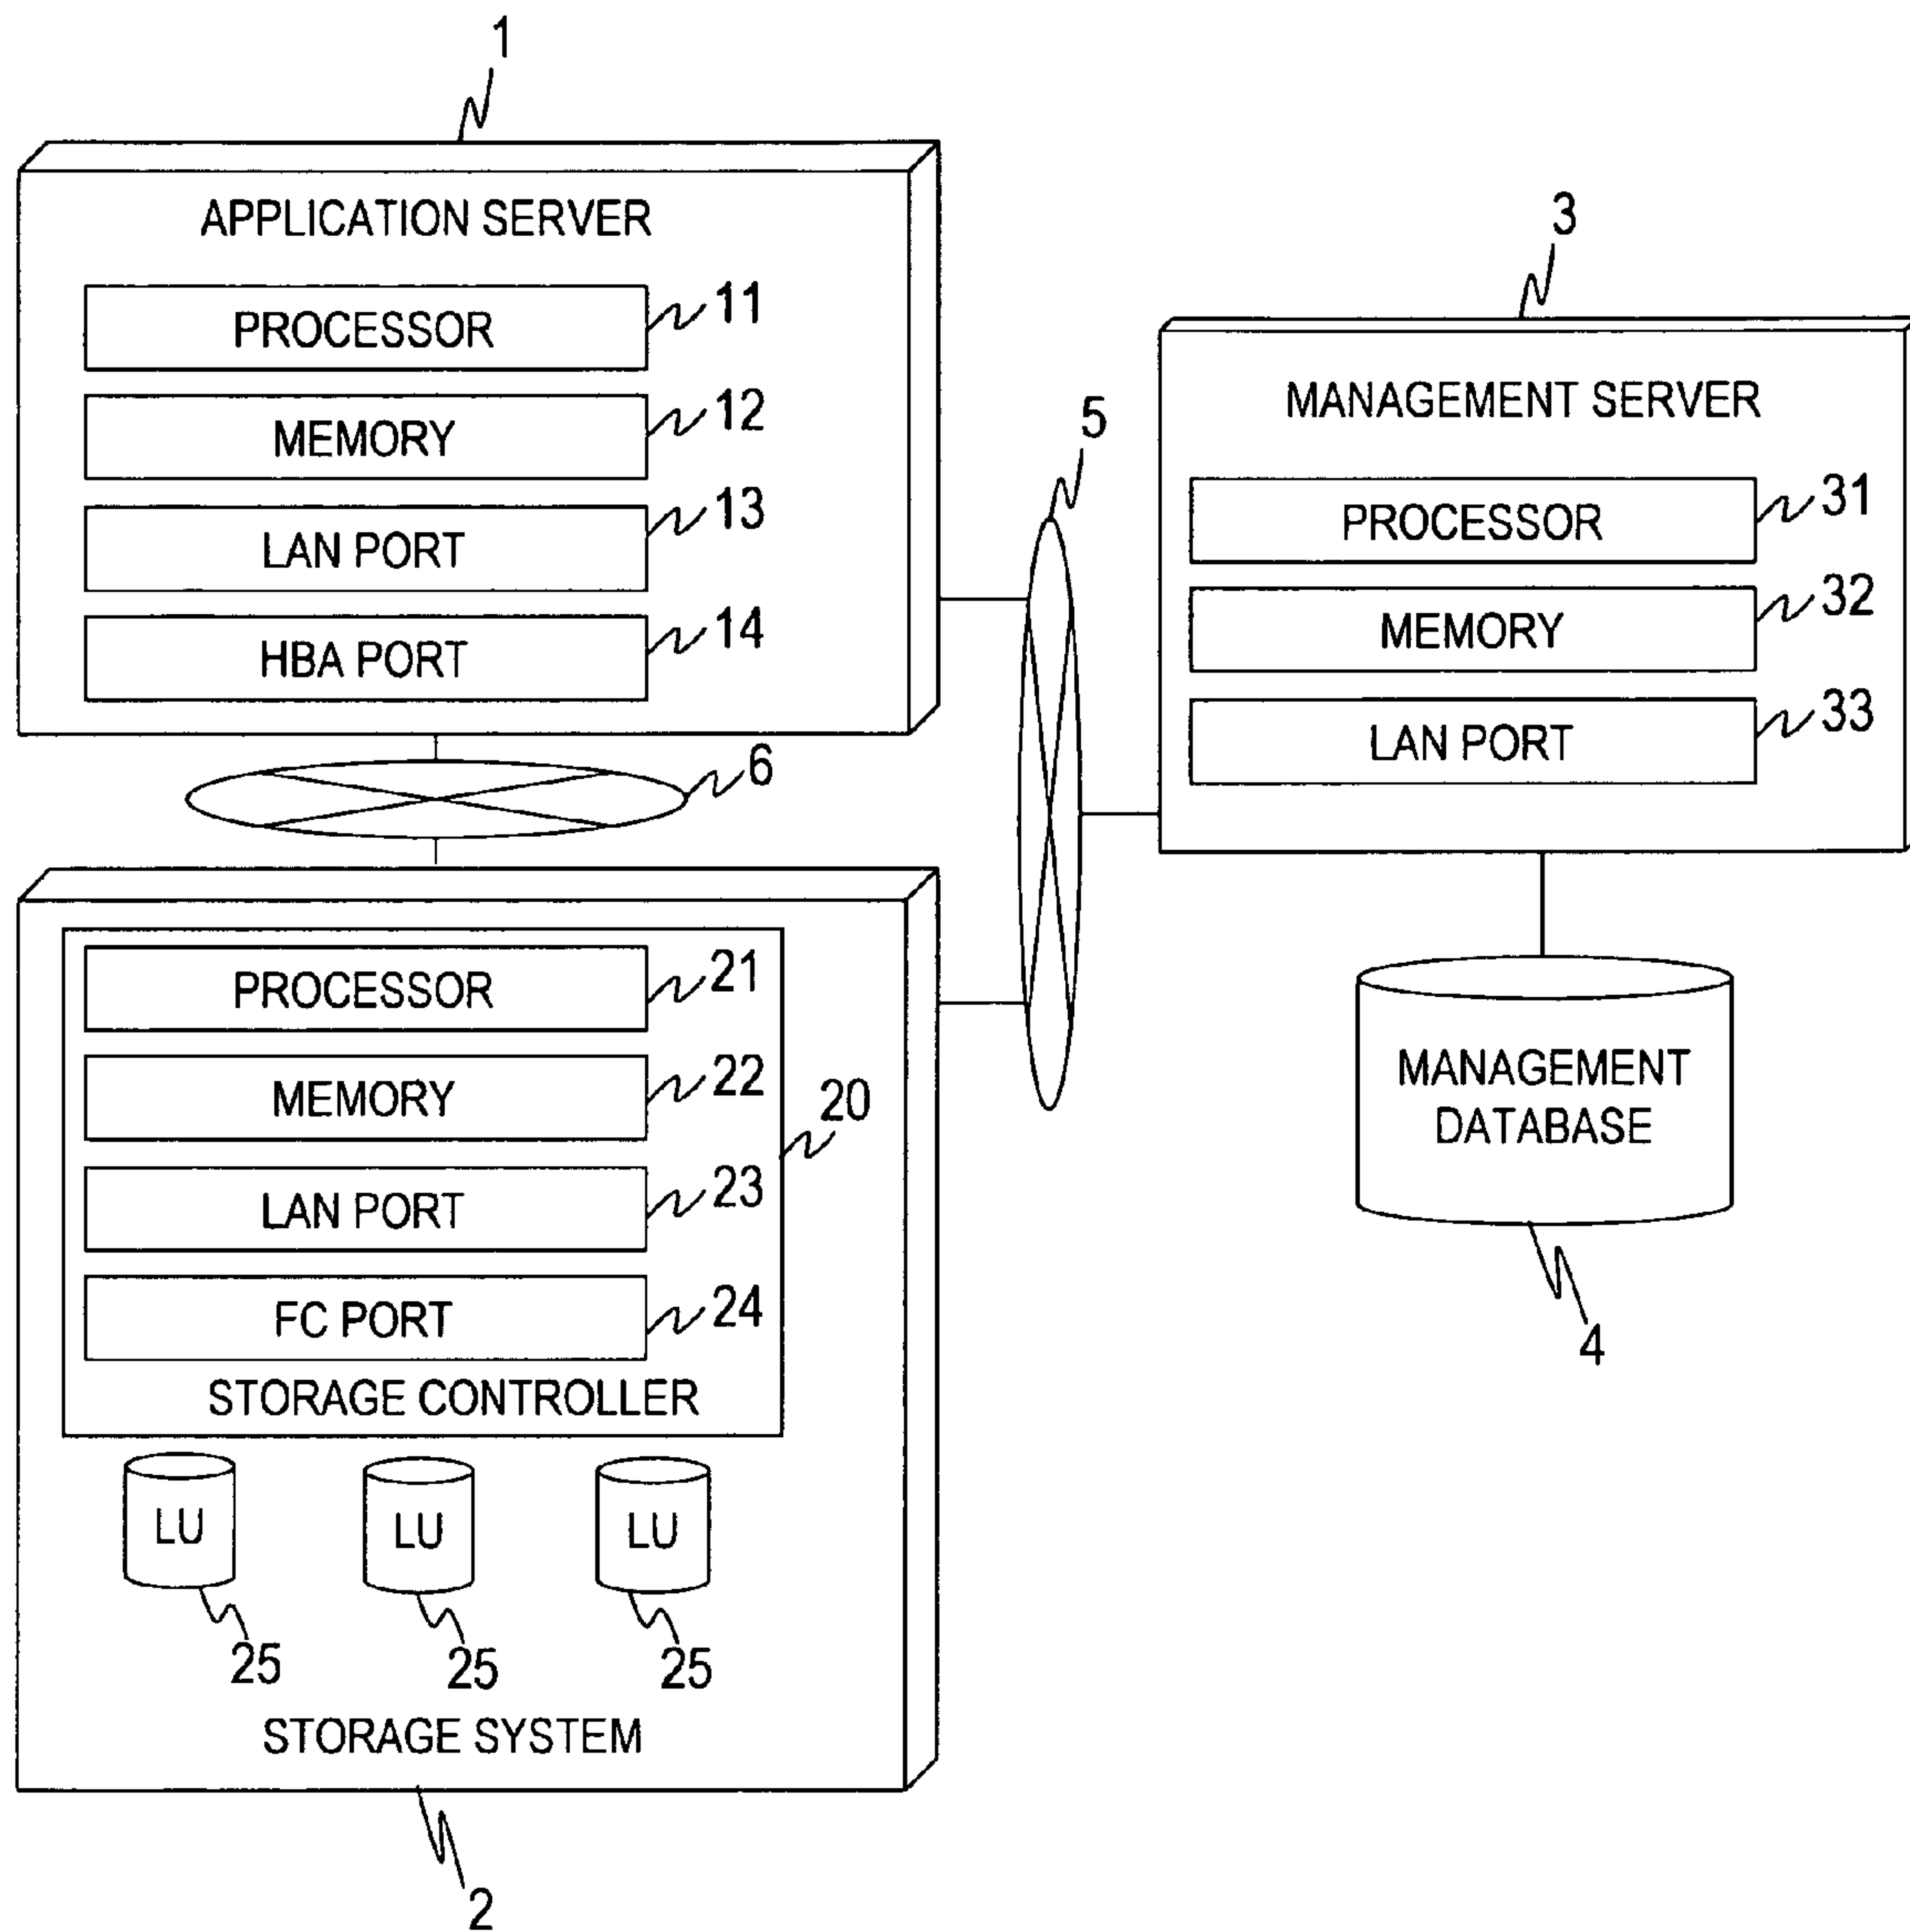 1
APPLICATION SERVER
PROCESSOR
11
MEMORY
12
LAN PORT
13
HBA PORT
14
6
5
3
MANAGEMENT SERVER
PROCESSOR
31
MEMORY
32
LAN PORT
33
MANAGEMENT
DATABASE
4
PROCESSOR
21
MEMORY
22
LAN PORT
23
FC PORT
24
STORAGE CONTROLLER
20
LU
LU
LU
25
25
25
STORAGE SYSTEM
2